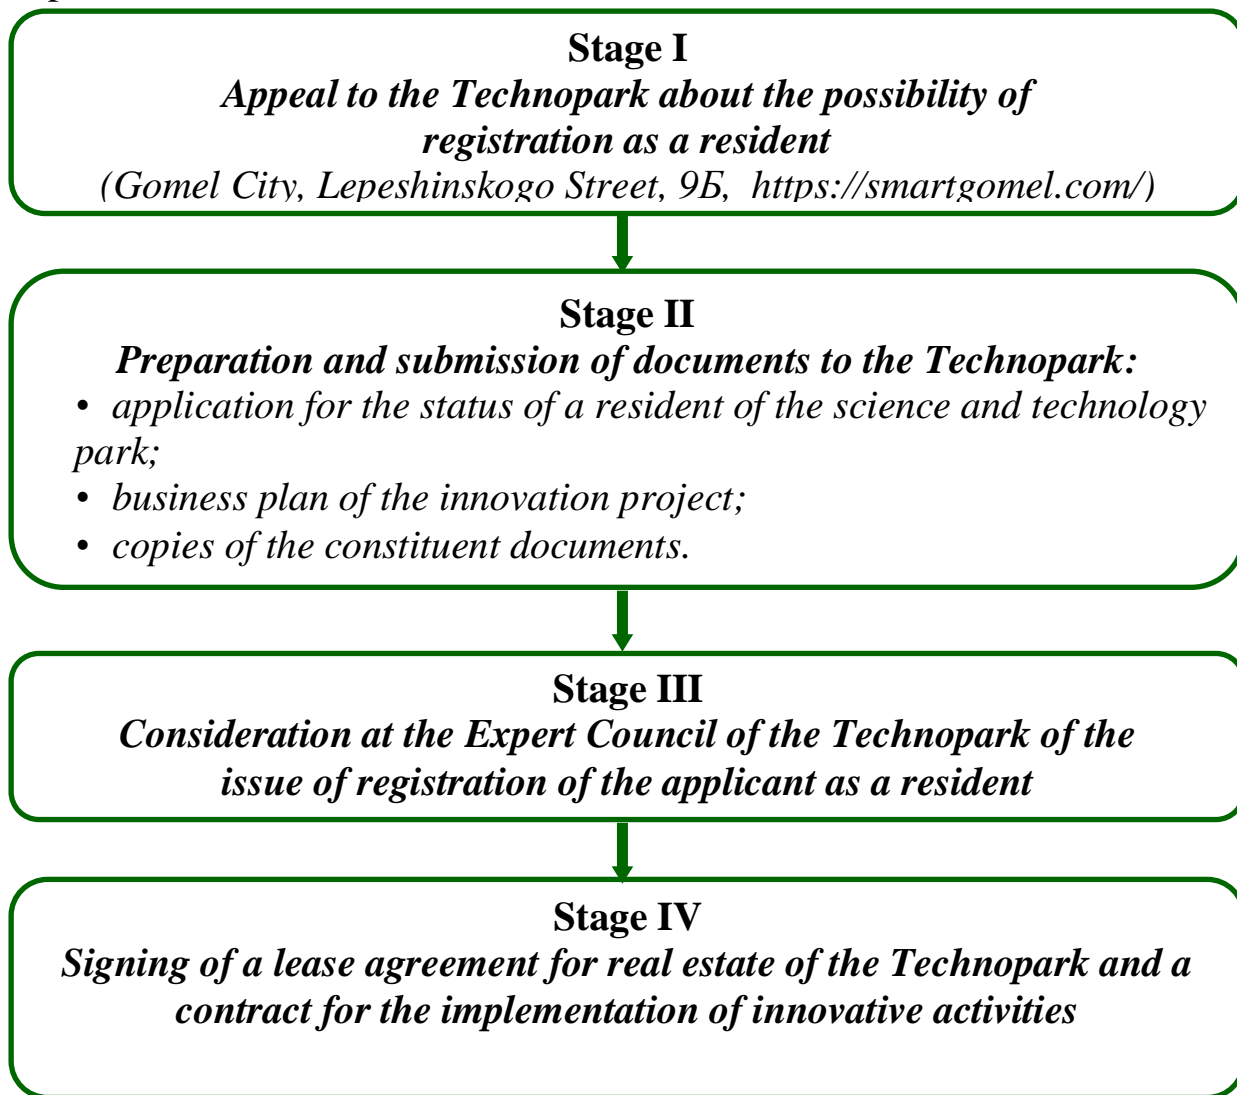 Stage I
Appeal to the Technopark about the possibility of
registration as a resident
(Gomel City, Lepeshinskogo Street, 9Б, https://smartgomel.com/)
Stage II
Preparation and submission of documents to the Technopark:
• application for the status of a resident of the science and technology
park;
• business plan of the innovation project;
• copies of the constituent documents.
Stage III
Consideration at the Expert Council of the Technopark of the
issue of registration of the applicant as a resident
Stage IV
Signing of a lease agreement for real estate of the Technopark and a
contract for the implementation of innovative activities